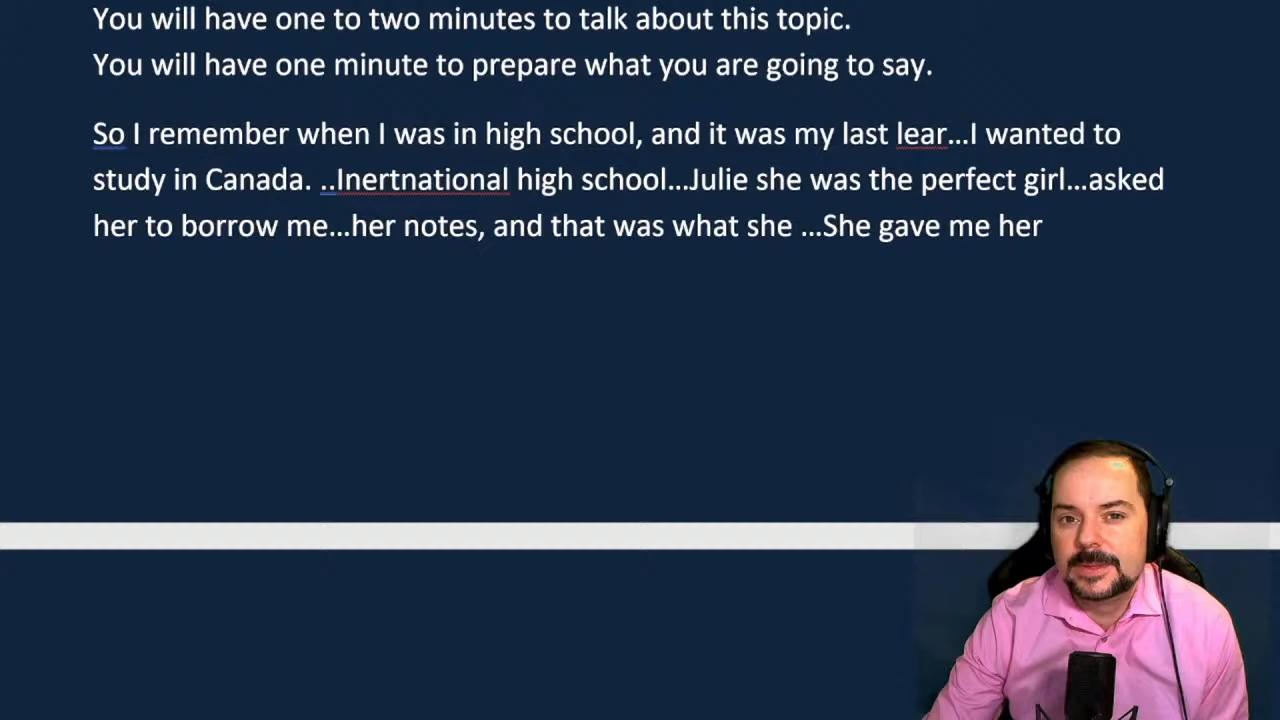 You will have one to two minutes to talk about this topic.
You will have one minute to prepare what you are going to say.
So I remember when I was in high school, and it was my last lear...I wanted to
study in Canada. ..Inertnational high school...Julie she was the perfect girl...asked
her to borrow me...her notes, and that was what she ...She gave me her